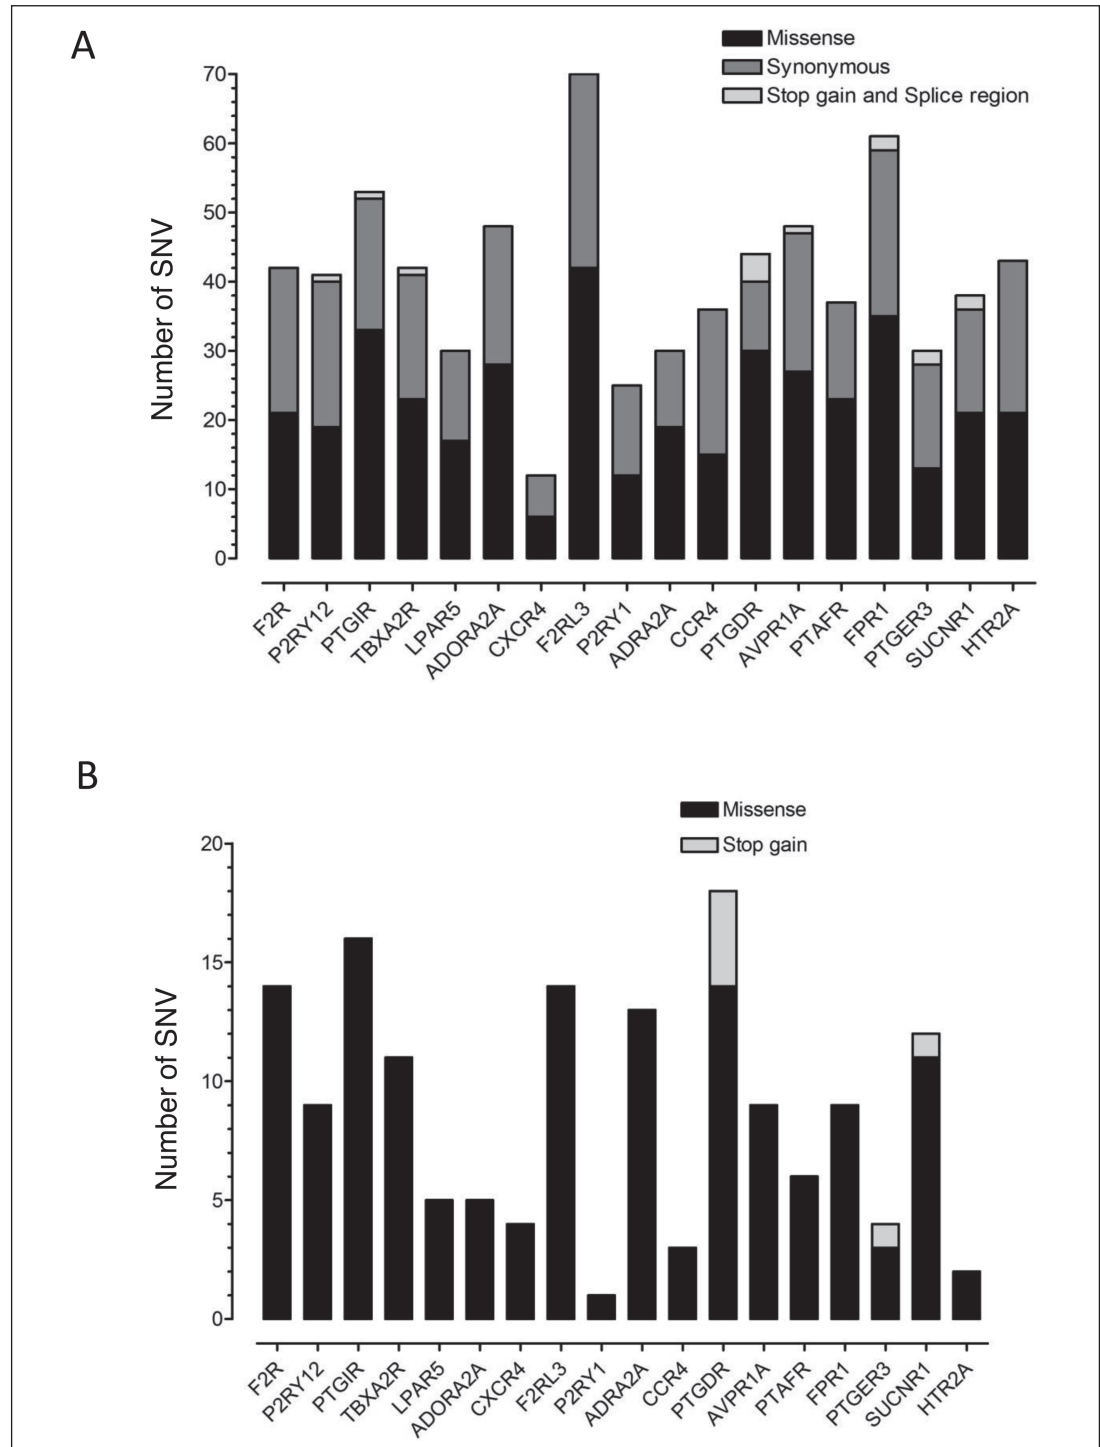 A
Missense
Synonymous
Stop gain and Splice region
70
60
50
40
30
20
10
0
Number of SNV
F2R
P2RY12
PTGIR
TBXA2R
LPAR5
ADORA2A
CXCR4
F2RL3
P2RY1
ADRA2A
CCR4
PTGDR
AVPR1A
PTAFR
FPR1
PTGER3
SUCNR1
HTR2A
B
Missense
Stop gain
20
15
10
5
0
Number of SNV
F2R
P2RY12
PTGIR
TBXA2R
LPAR5
ADORA2A
CXCR4
F2RL3
P2RY1
ADRA2A
CCR4
PTGDR
AVPR1A
PTAFR
FPR1
PTGER3
SUCNR1
HTR2A